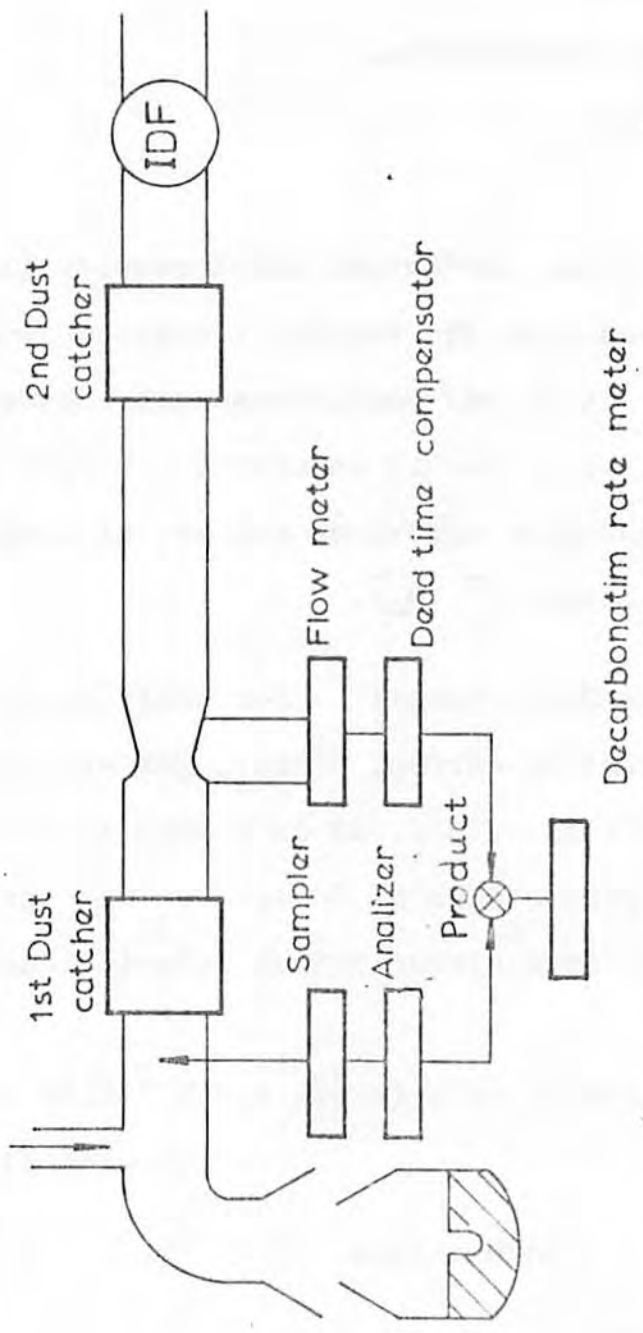 IDF
2nd Dust
catcher
1st Dust
catcher
Flow meter
Dead time compensator
Sampler
Analizer
Product
Decarbonatim rate meter